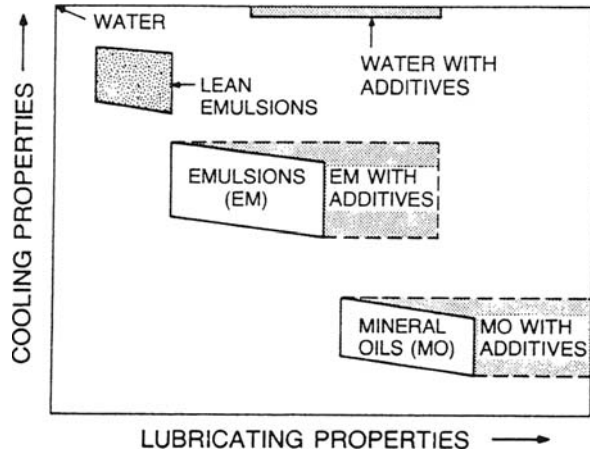 WATER
WATER WITH
ADDITIVES
LEAN
EMULSIONS
EMULSIONS
(EM)
EM WITH
ADDITIVES
MINERAL
OILS (MO)
MO WITH
ADDITIVES
COOLING PROPERTIES
LUBRICATING PROPERTIES